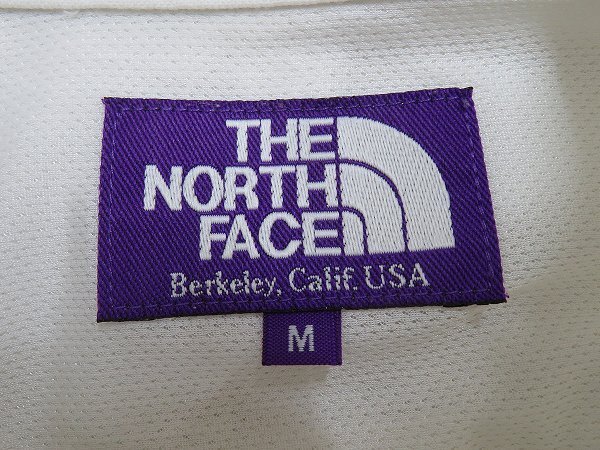 THE
NORTH
FACE
Berkeley, Calif. USA
M